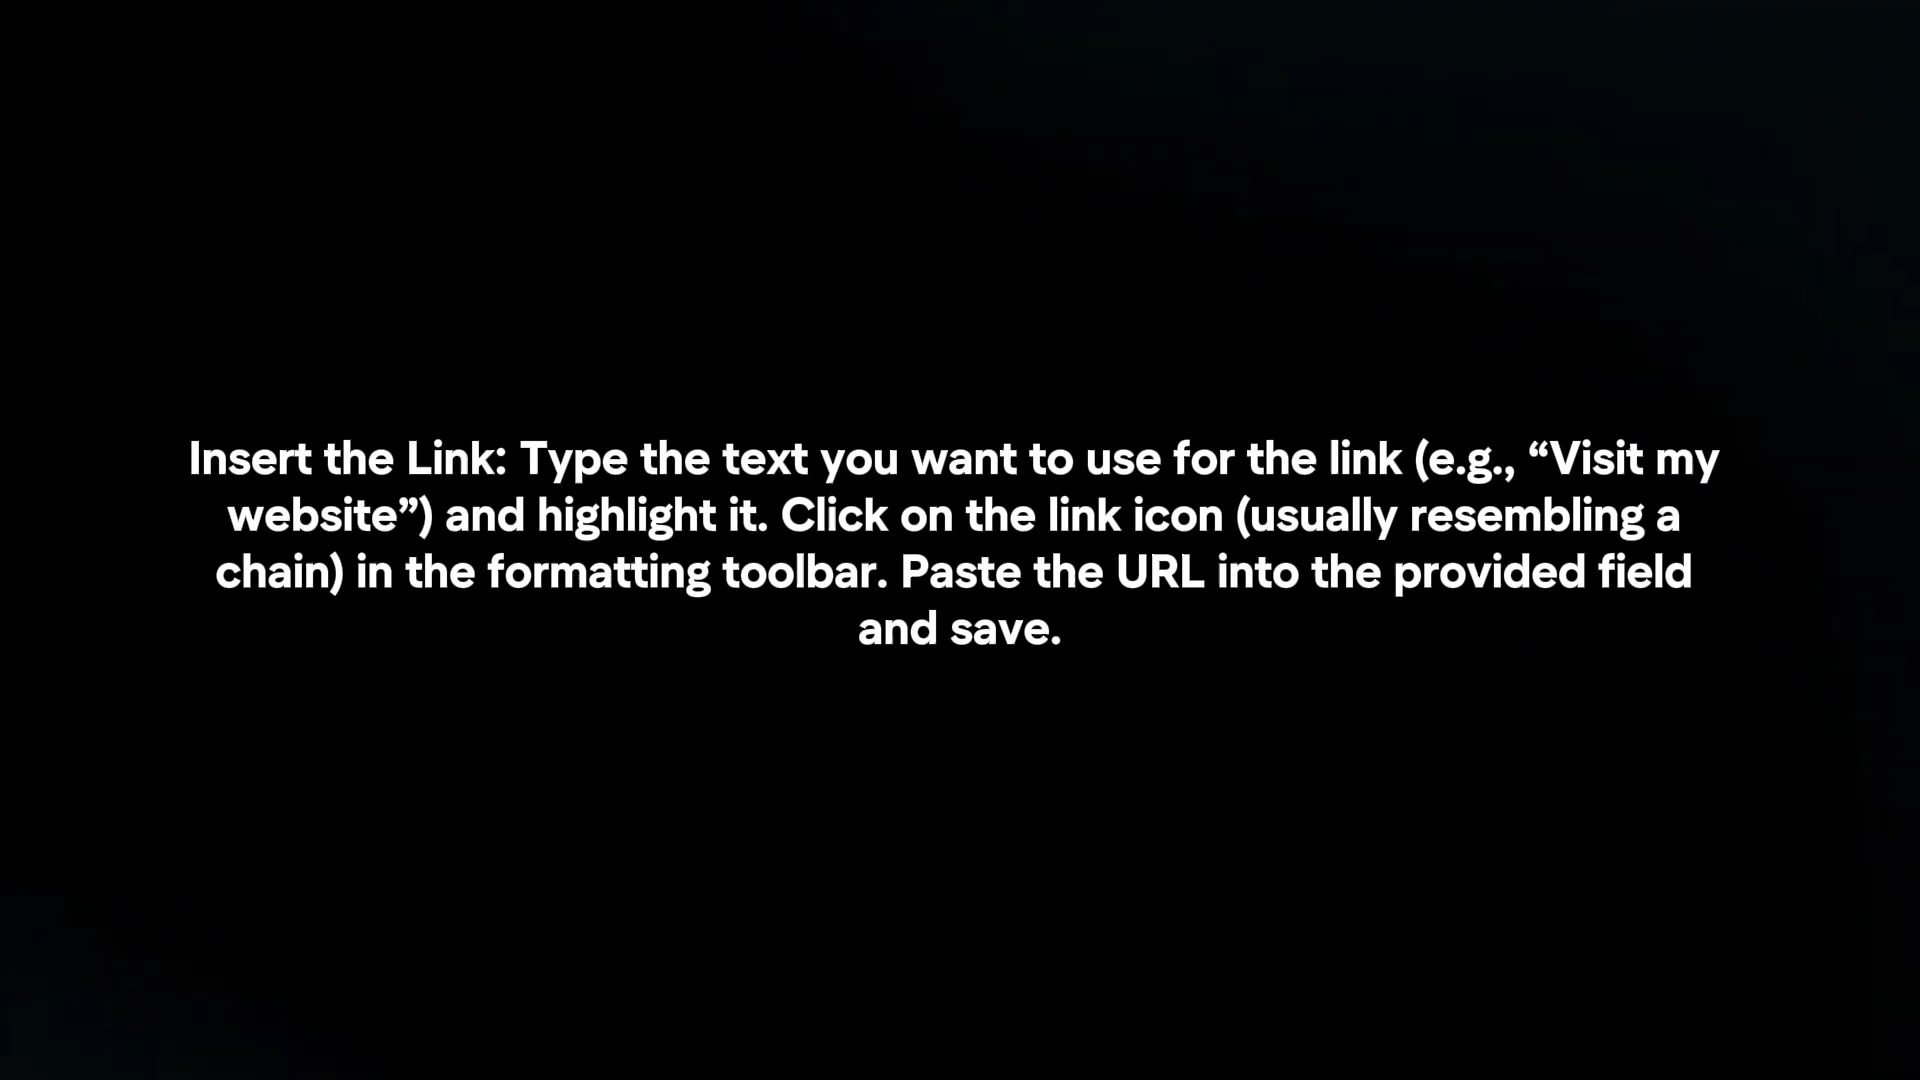 Insert the Link: Type the text you want to use for the link (e.g., “Visit my
website”) and highlight it. Click on the link icon (usually resembling a
chain) in the formatting toolbar. Paste the URL into the provided field
and save.